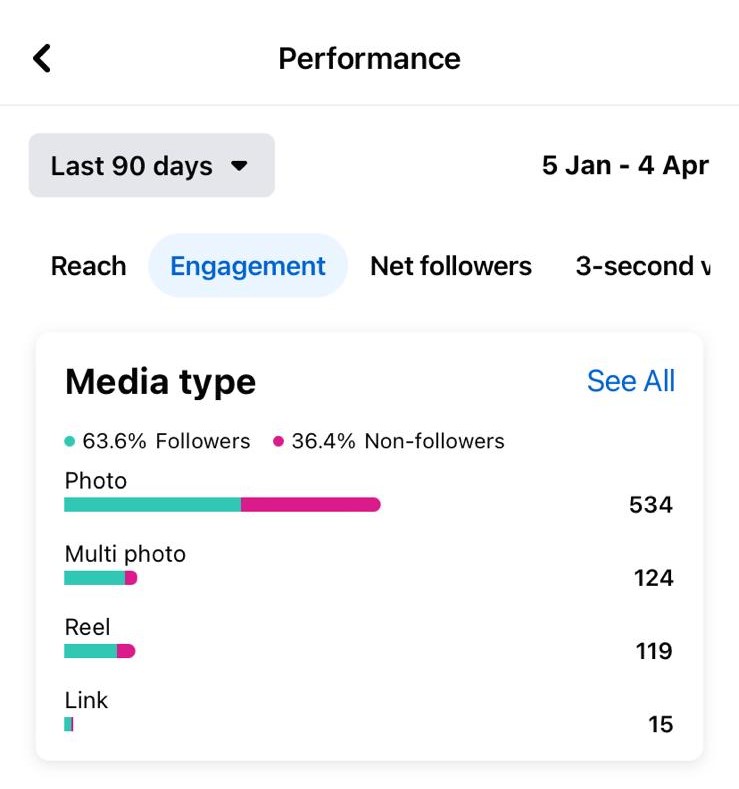 Performance
Last 90 days 5 Jan - 4 Apr
Reach Engagement Net followers 3-second
Media type See All
63.6% Followers 36.4% Non-followers
Photo
534
Multi photo
124
Reel
119
Link
15